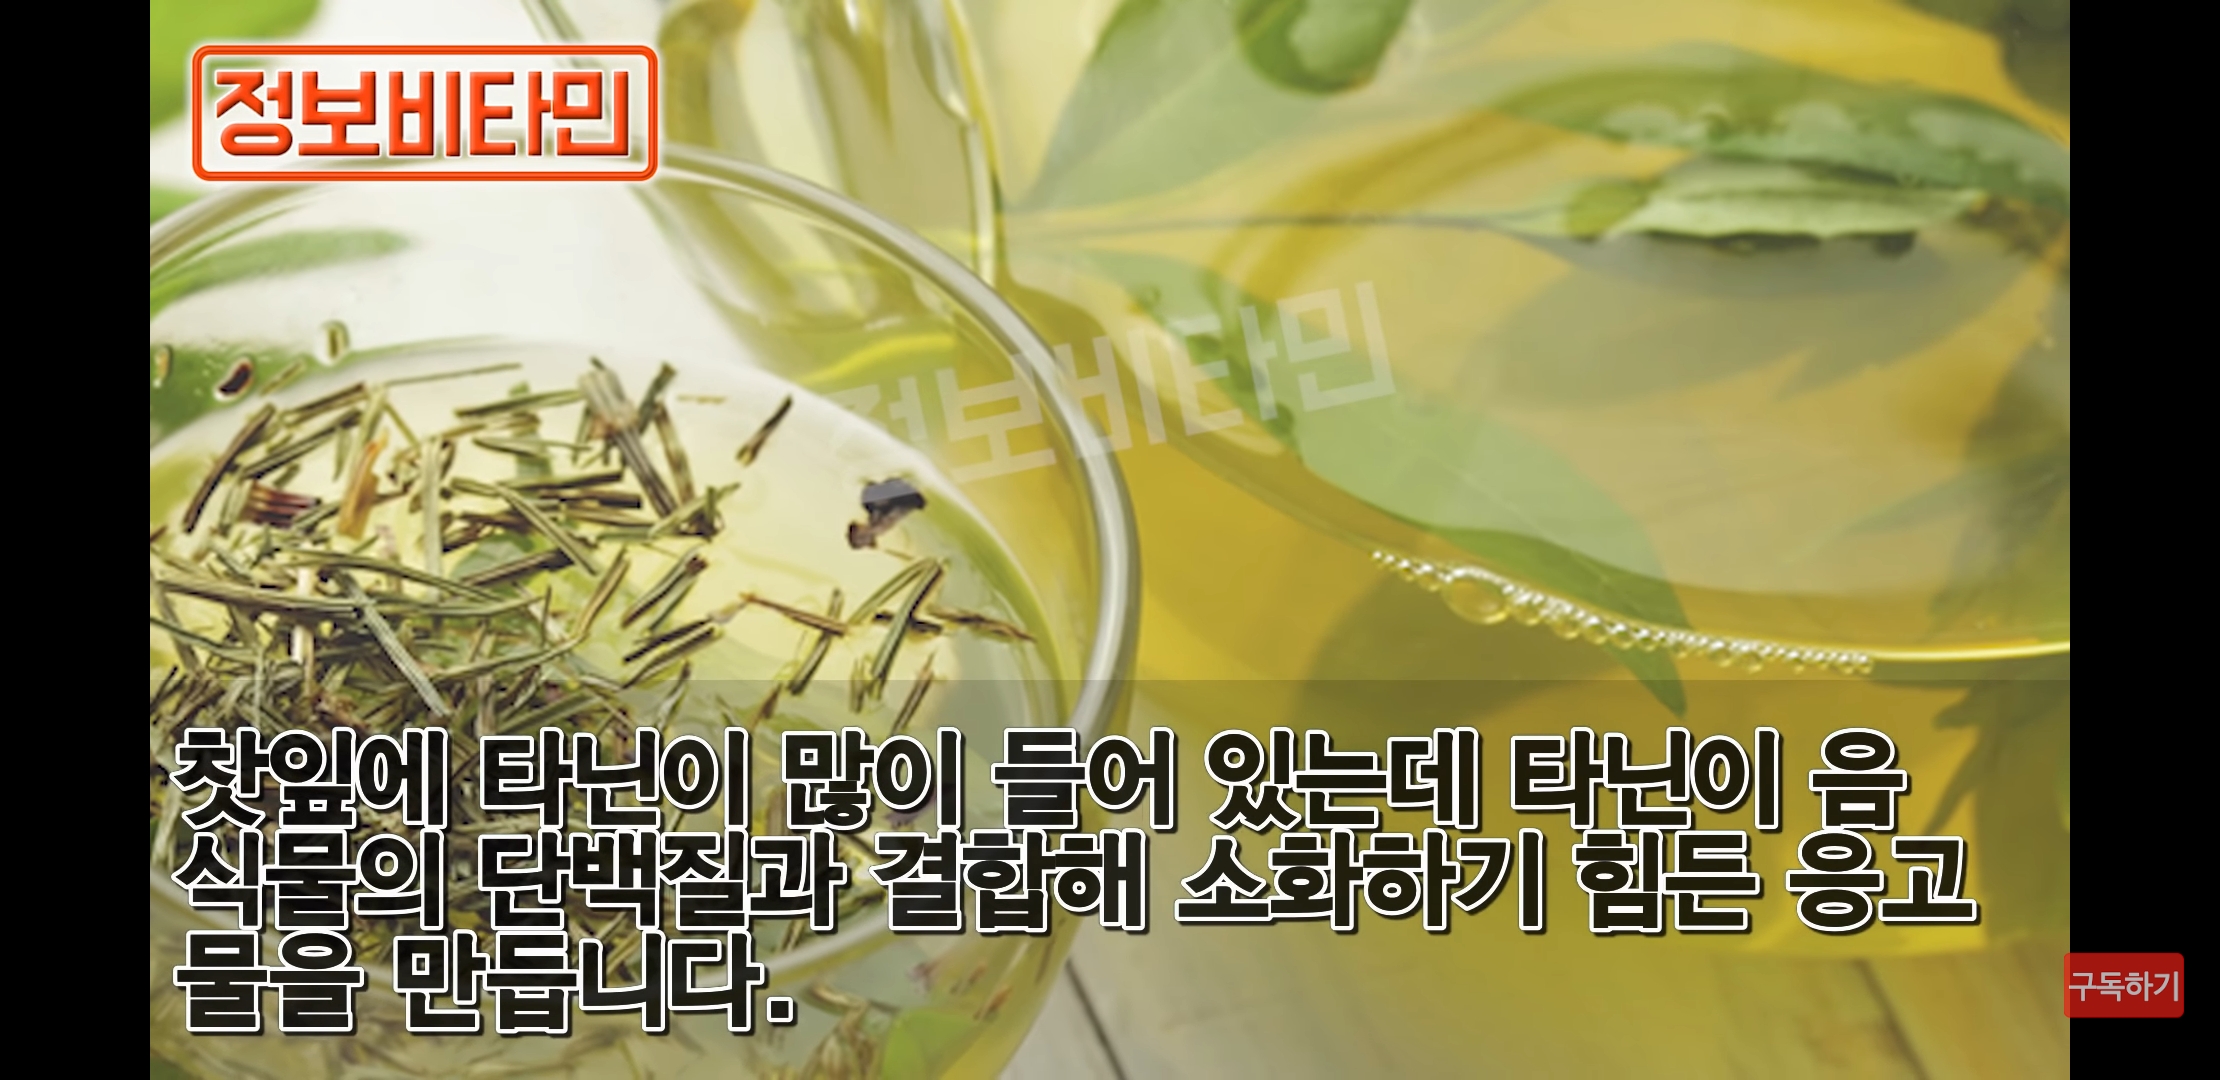 정보비타민
정보비타민
찻잎에 타닌이 많이 들어 있는데 타닌이 음
식물의 단백질과 결합해 소화하기 힘든 응고
물을 만듭니다.
구독하기